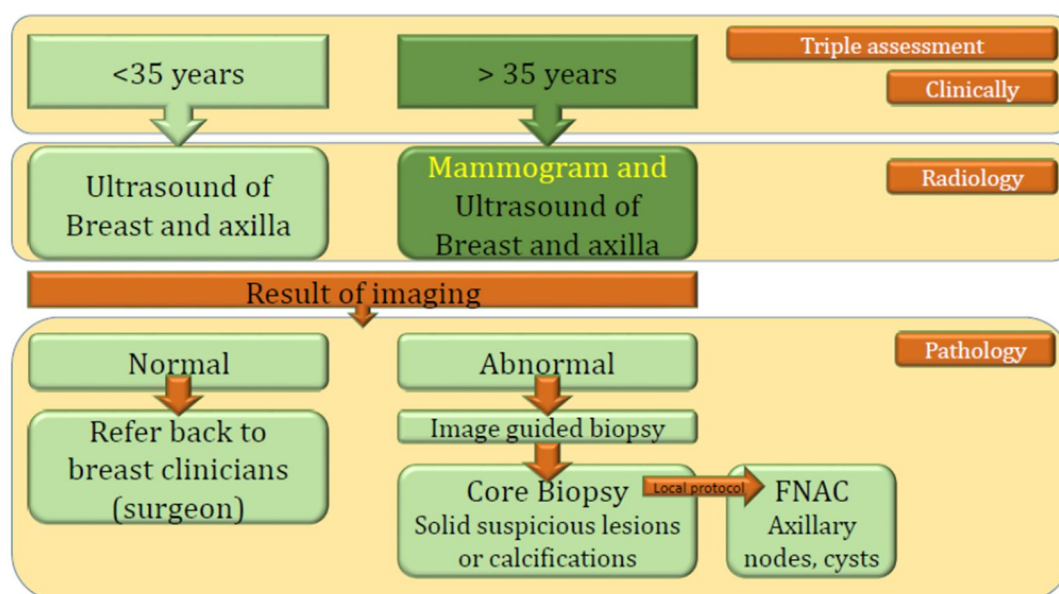 Triple assessment
<35 years
> 35 years
Clinically
Ultrasound of
Breast and axilla
Mammogram and
Ultrasound of
Breast and axilla
Radiology
Result of imaging
Normal
Abnormal
Pathology
Refer back to
breast clinicians
(surgeon)
Image guided biopsy
Core Biopsy
Solid suspicious lesions
or calcifications
Local protocol
FNAC
Axillary
nodes, cysts